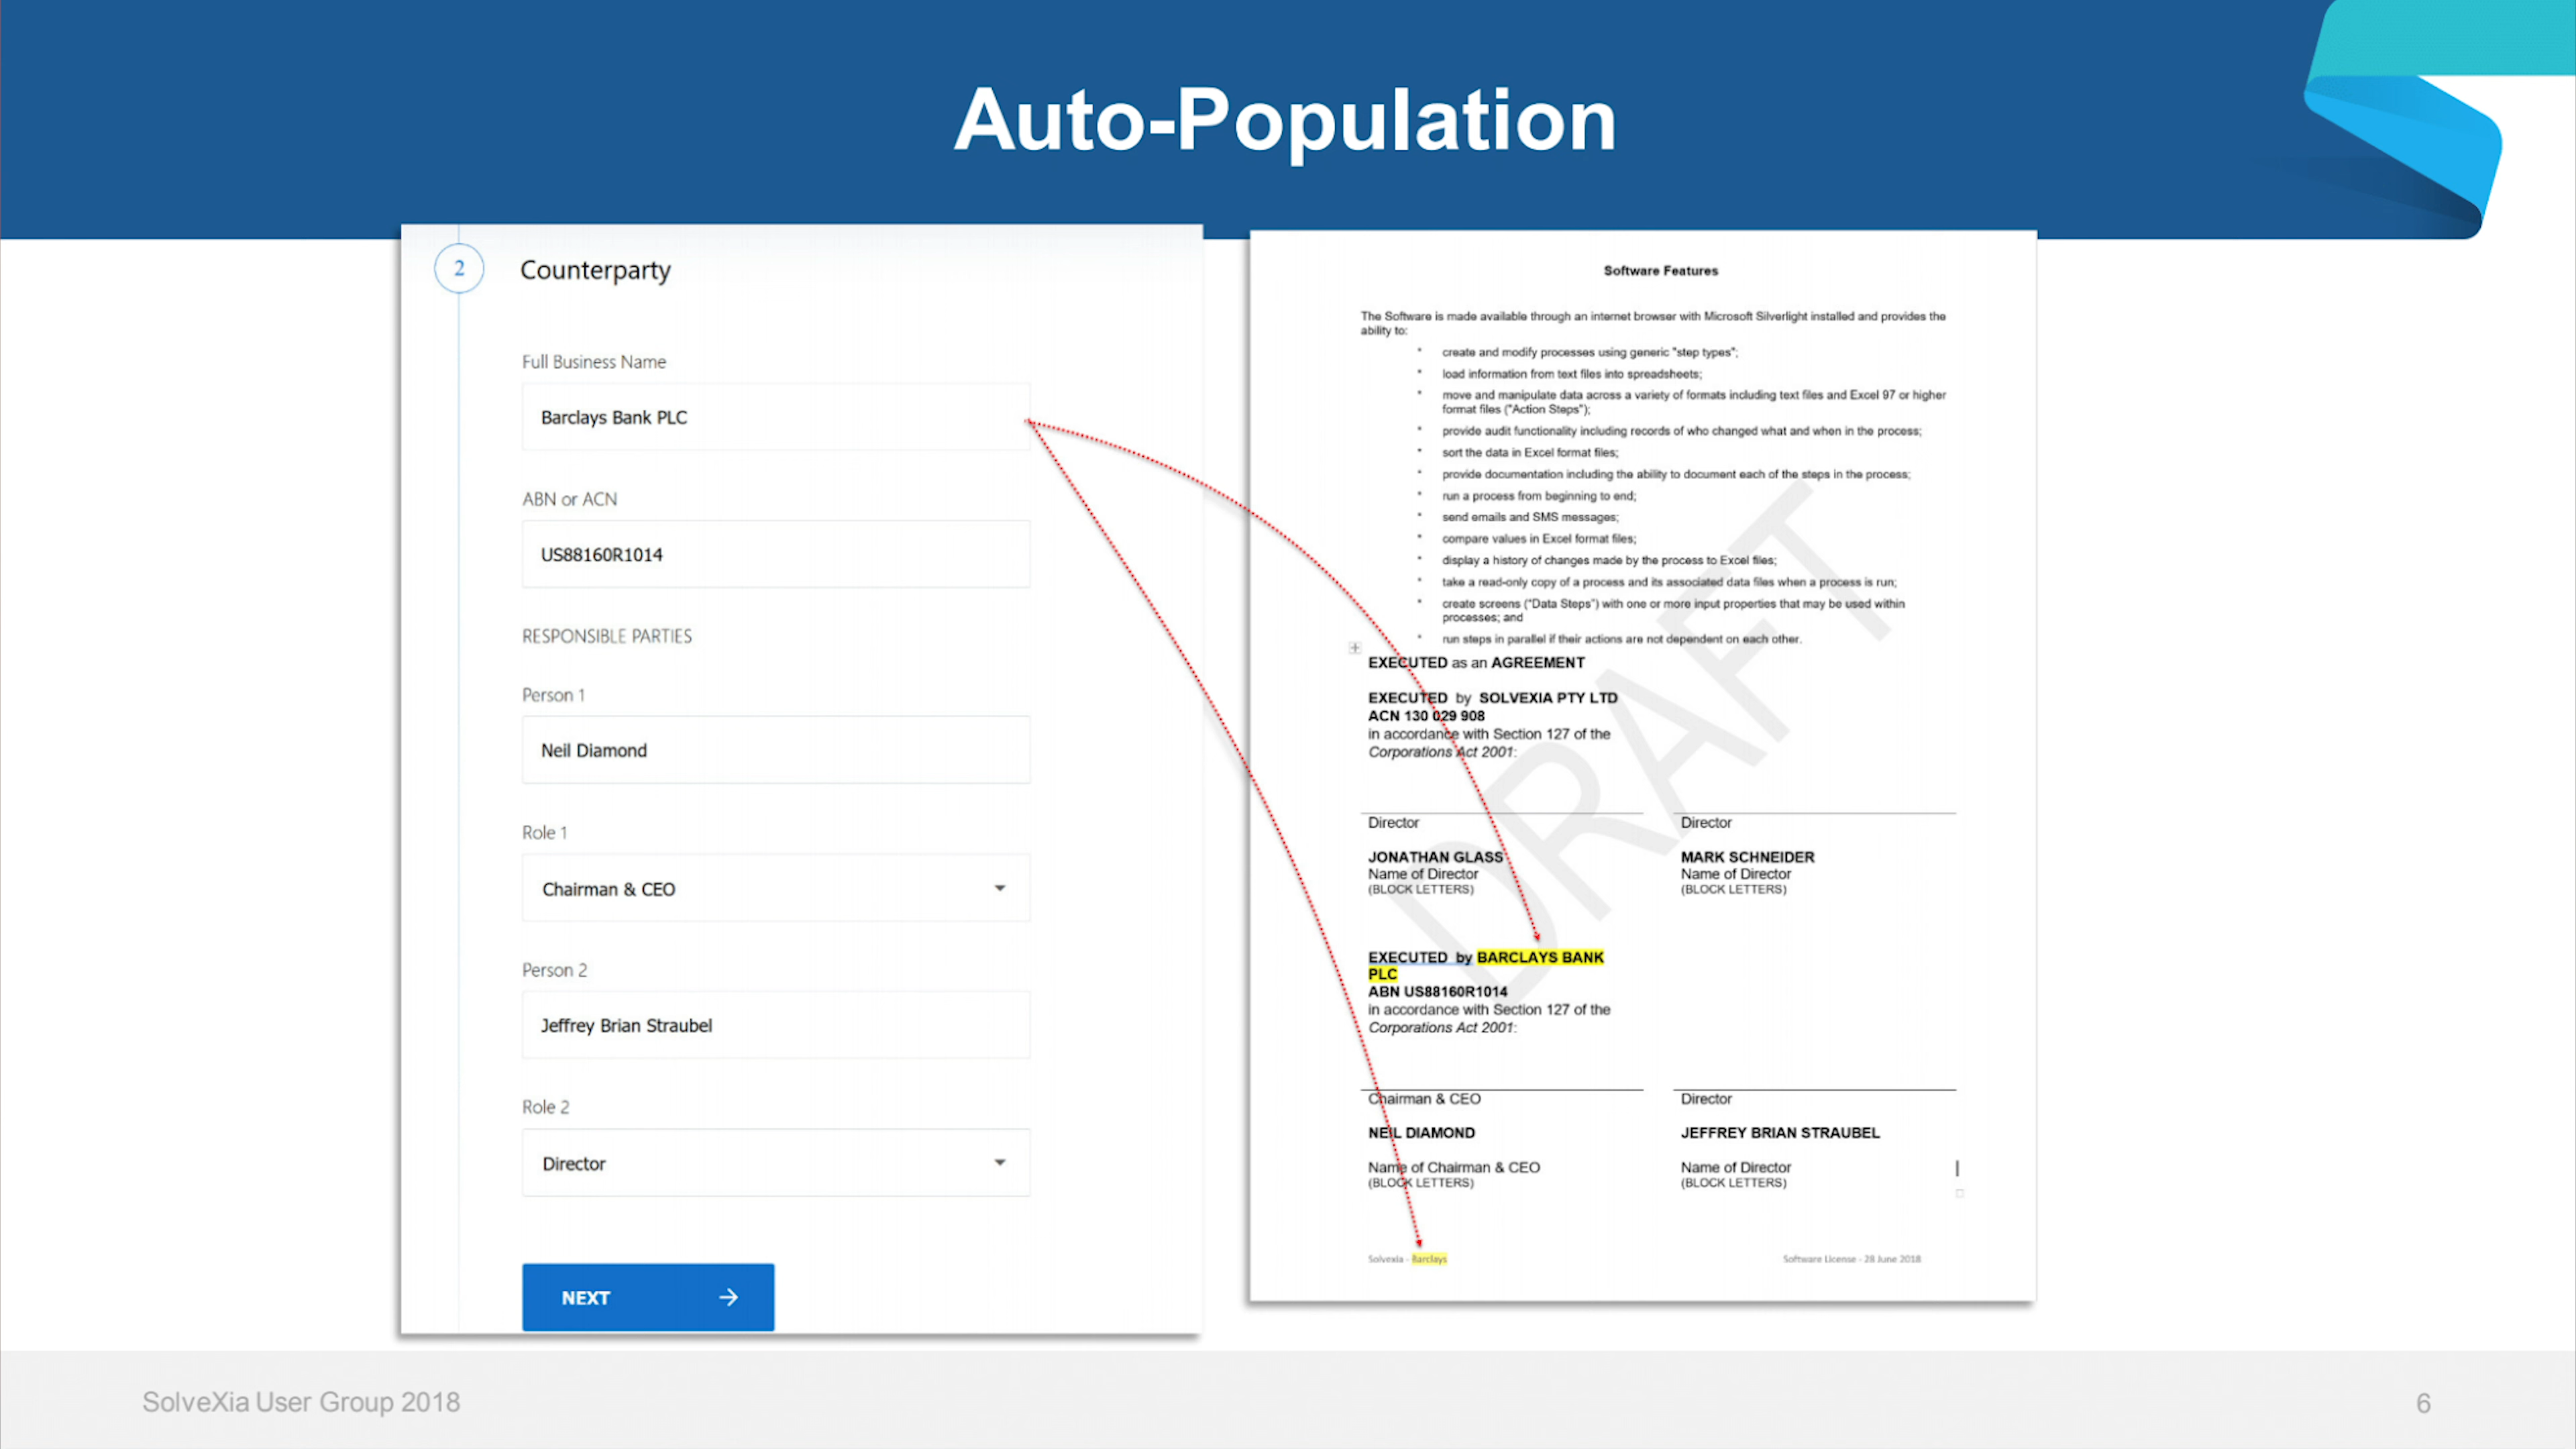 Auto-Population
2
Counterparty
Full Business Name
Barclays Bank PLC
ABN or ACN
US88160R1014
RESPONSIBLE PARTIES
Person 1
Neil Diamond
Role 1
Chairman & CEO
Person 2
Jeffrey Brian Straubel
Role 2
Director
NEXT
Software Features
The Software is made available through an internet browser with Microsoft Silverlight installed and provides the
ability to:
create and modify processes using generic "step types";
load information from text files into spreadsheets;
move and manipulate data across a variety of formats including text files and Excel 97 or higher
format files ("Action Steps");
provide audit functionality including records of who changed what and when in the process;
sort the data in Excel format files;
provide documentation including the ability to document each of the steps in the process;
run a process from beginning to end;
send emails and SMS messages;
compare values in Excel format files;
display a history of changes made by the process to Excel files;
take a read-only copy of a process and its associated data files when a process is run;
create screens ("Data Steps") with one or more input properties that may be used within
processes; and
run steps in parallel if their actions are not dependent on each other.
DRAFT
EXECUTED as an AGREEMENT
EXECUTED by SOLVEXIA PTY LTD
ACN 130 029 908
in accordance with Section 127 of the
Corporations Act 2001:
Director Director
JONATHAN GLASS MARK SCHNEIDER
Name of Director Name of Director
(BLOCK LETTERS) (BLOCK LETTERS)
EXECUTED by BARCLAYS BANK
PLC
ABN US88160R1014
in accordance with Section 127 of the
Corporations Act 2001:
Chairman & CEO Director
NEIL DIAMOND JEFFREY BRIAN STRAUBEL
Name of Chairman & CEO Name of Director
(BLOCK LETTERS) (BLOCK LETTERS)
Solvexia - Barclays Software License - 28 June 2018
SolveXia User Group 2018 6